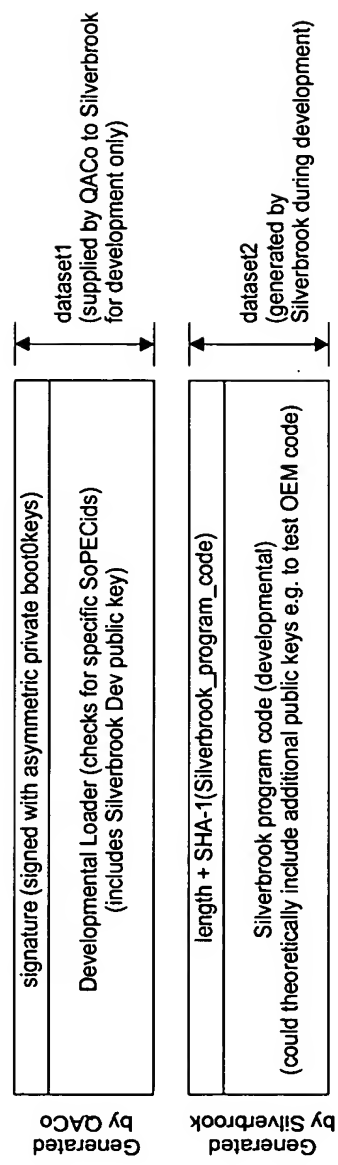 Generated
by QACo
signature (signed with asymmetric private boot0keys)
Developmental Loader (checks for specific SoPECids)
(includes Silverbrook Dev public key)
dataset1
(supplied by QACo to Silverbrook
for development only)
Generated
by Silverbrook
length + SHA-1(Silverbrook_program_code)
Silverbrook program code (developmental)
(could theoretically include additional public keys e.g. to test OEM code)
dataset2
(generated by
Silverbrook during development)